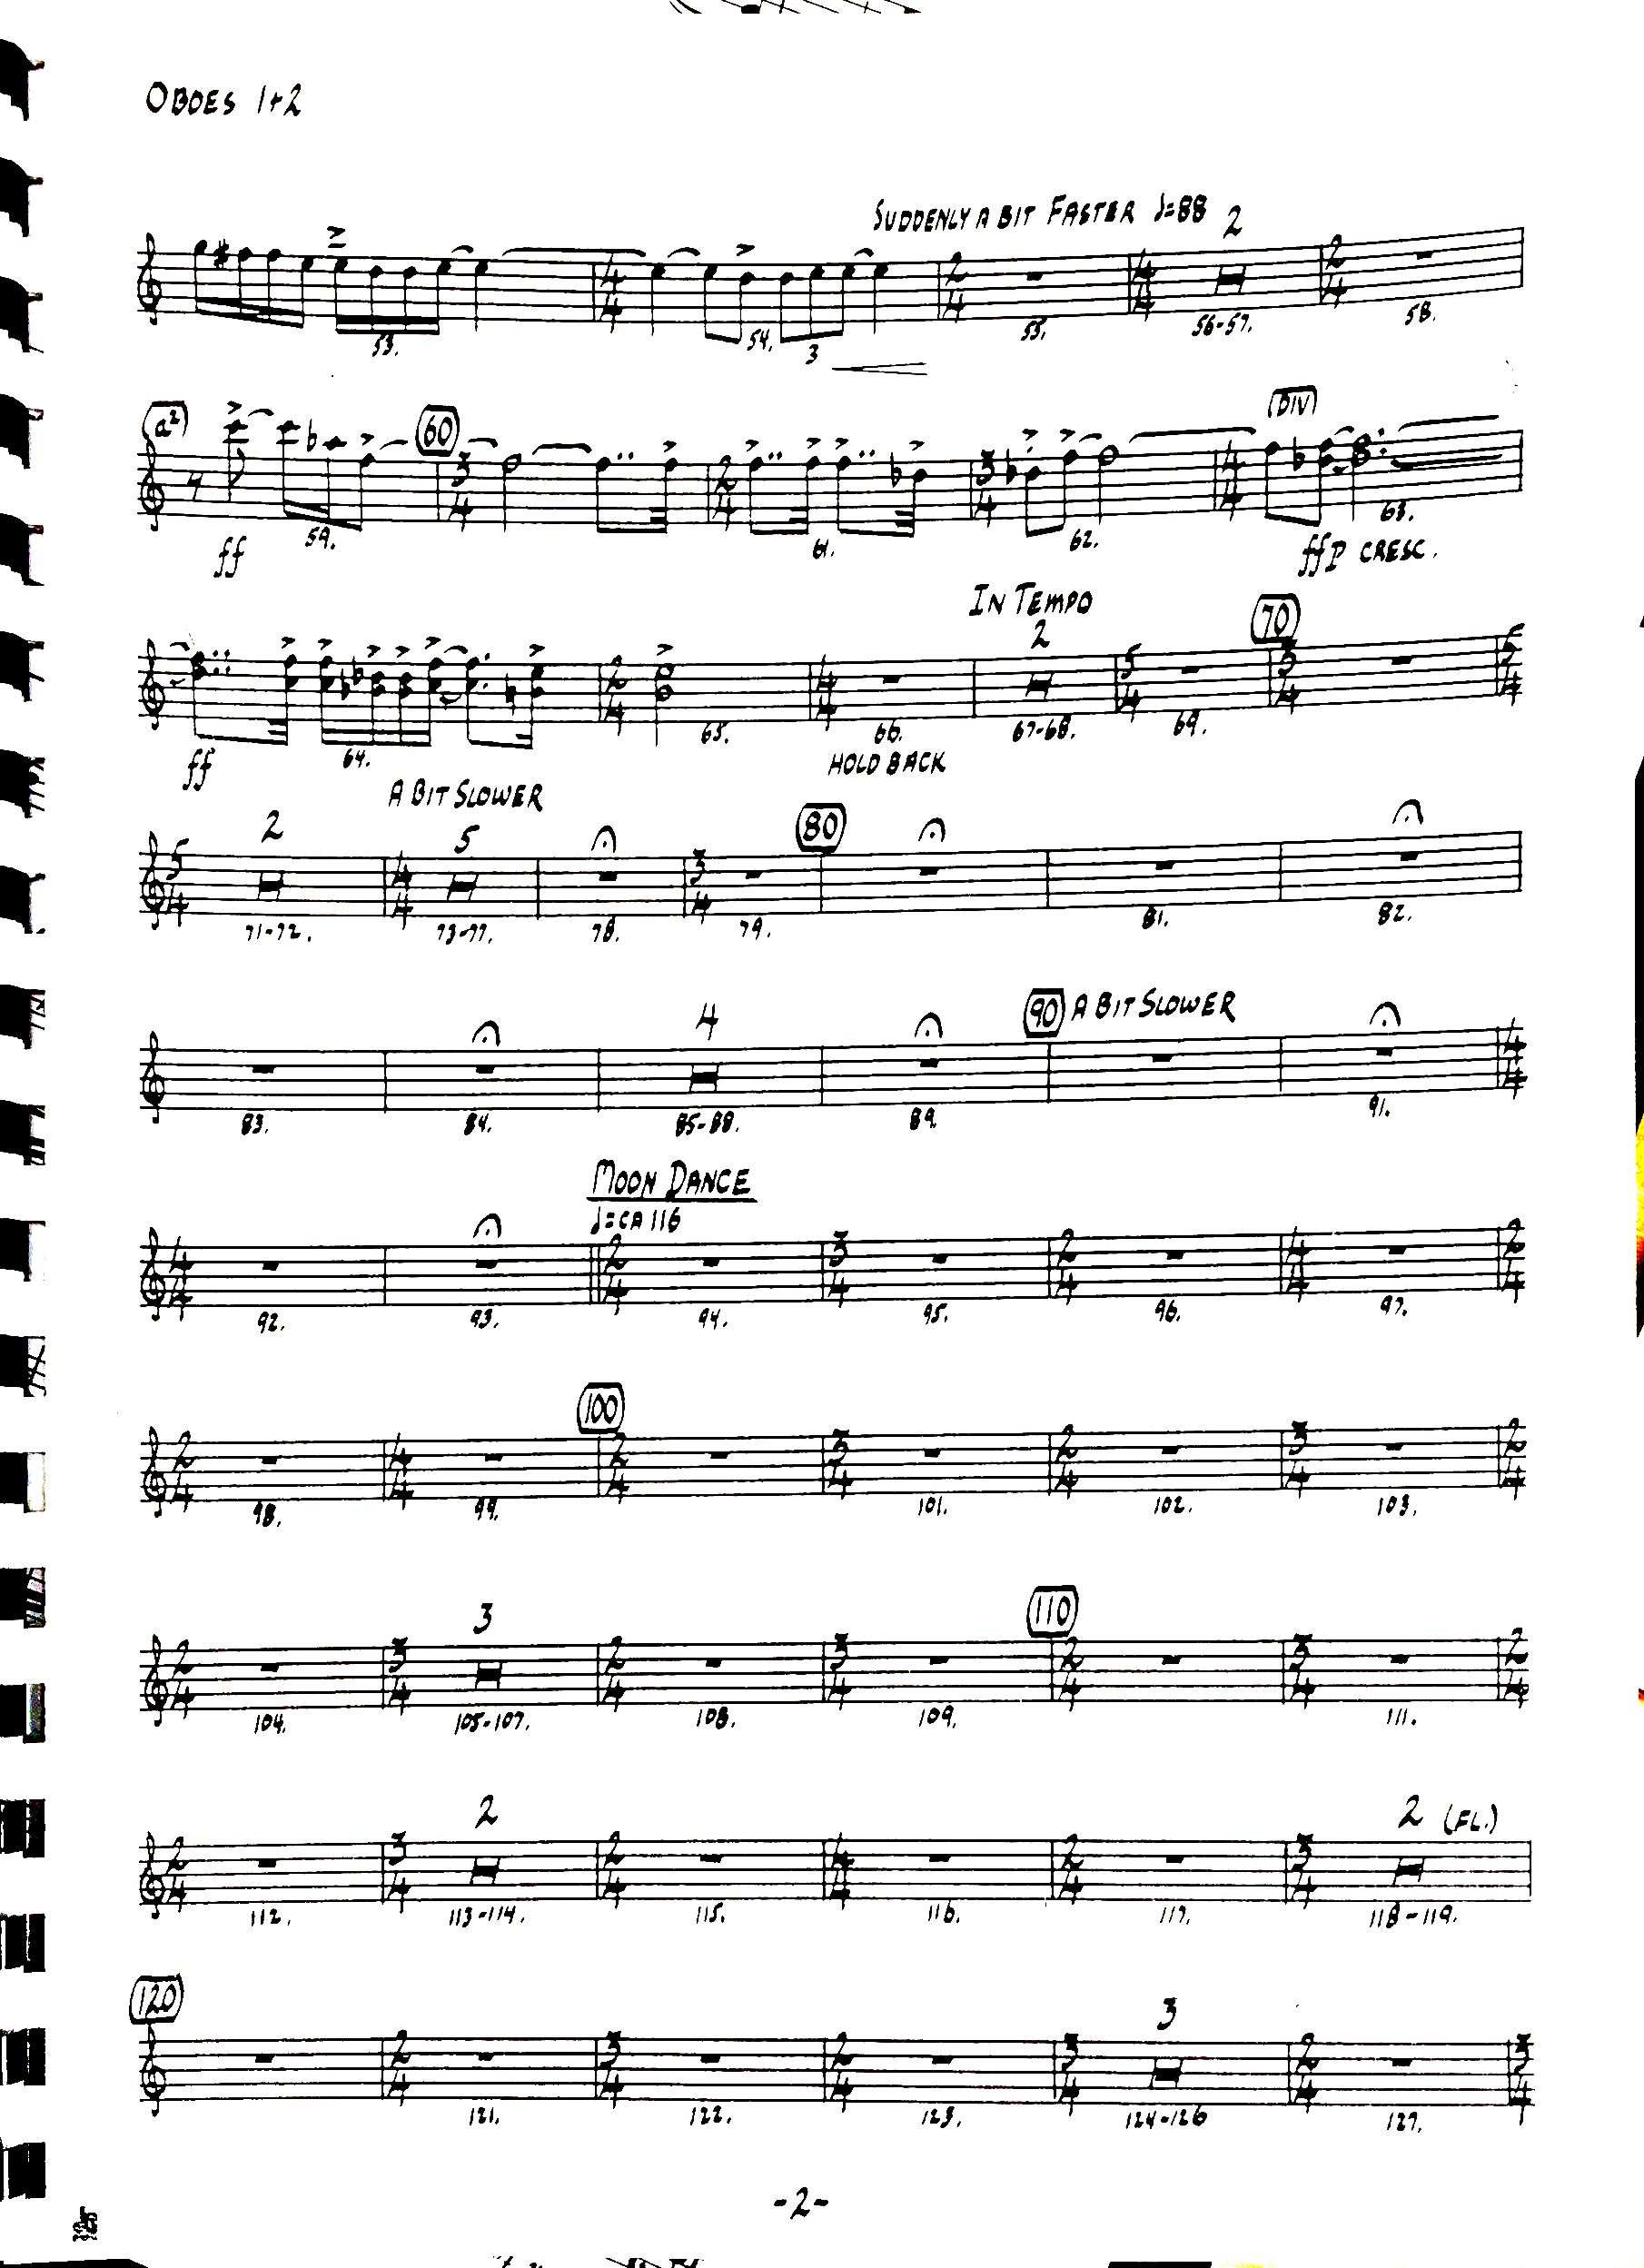 OBOES 1+2
SUDDENLY A BIT FASTER ♩=88 2
53. 54. 3 55. 56-57. 58.
a2 60 (DIV)
ff 59. 61. 62. 63. ffp CRESC.
IN TEMPO 2 70
ff 64. 65. 66. 67-68. 69.
HOLD BACK
A BIT SLOWER
2 5 80
71-72. 73-77. 78. 79. 81. 82.
4 90 A BIT SLOWER
83. 84. 85-88. 89. 91.
MOON DANCE
♩=CA 116
92. 93. 94. 95. 96. 97.
100
98. 99. 101. 102. 103.
3 110
104. 105-107. 108. 109. 111.
2 2 (FL.)
112. 113-114. 115. 116. 117. 118-119.
120 3
121. 122. 123. 124-126 127.
-2-